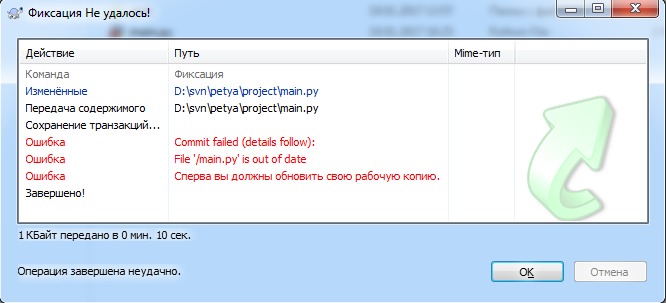 Фиксация Не удалось!
Действие Путь Mime-тип
Команда Фиксация
Изменённые D:\svn\petya\project\main.py
Передача содержимого D:\svn\petya\project\main.py
Сохранение транзакций...
Ошибка Commit failed (details follow):
Ошибка File '/main.py' is out of date
Ошибка Сперва вы должны обновить свою рабочую копию.
Завершено!
1 КБайт передано в 0 мин. 10 сек.
Операция завершена неудачно.
OK Отмена